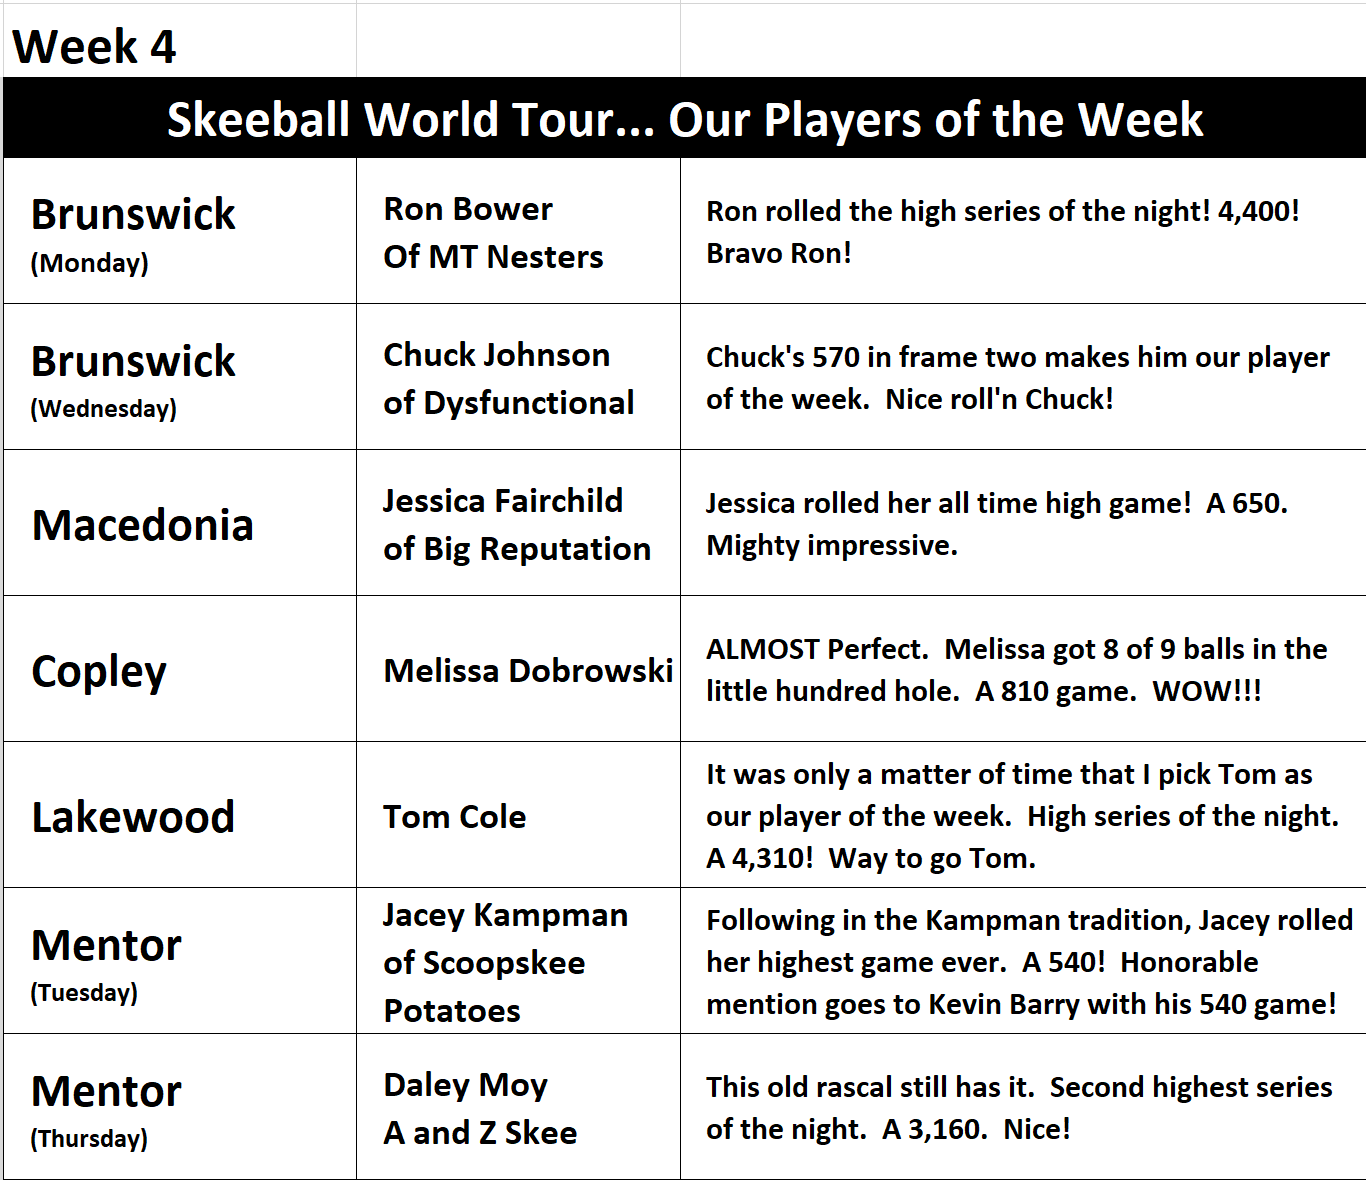 Week 4
Skeeball World Tour... Our Players of the Week
Brunswick
(Monday)
Ron Bower
Of MT Nesters
Ron rolled the high series of the night! 4,400!
Bravo Ron!
Brunswick
(Wednesday)
Chuck Johnson
of Dysfunctional
Chuck's 570 in frame two makes him our player
of the week.  Nice roll'n Chuck!
Macedonia
Jessica Fairchild
of Big Reputation
Jessica rolled her all time high game!  A 650.
Mighty impressive.
Copley
Melissa Dobrowski
ALMOST Perfect.  Melissa got 8 of 9 balls in the
little hundred hole.  A 810 game.  WOW!!!
Lakewood
Tom Cole
It was only a matter of time that I pick Tom as
our player of the week.  High series of the night.
A 4,310!  Way to go Tom.
Mentor
(Tuesday)
Jacey Kampman
of Scoopskee
Potatoes
Following in the Kampman tradition, Jacey rolled
her highest game ever.  A 540!  Honorable
mention goes to Kevin Barry with his 540 game!
Mentor
(Thursday)
Daley Moy
A and Z Skee
This old rascal still has it.  Second highest series
of the night.  A 3,160.  Nice!